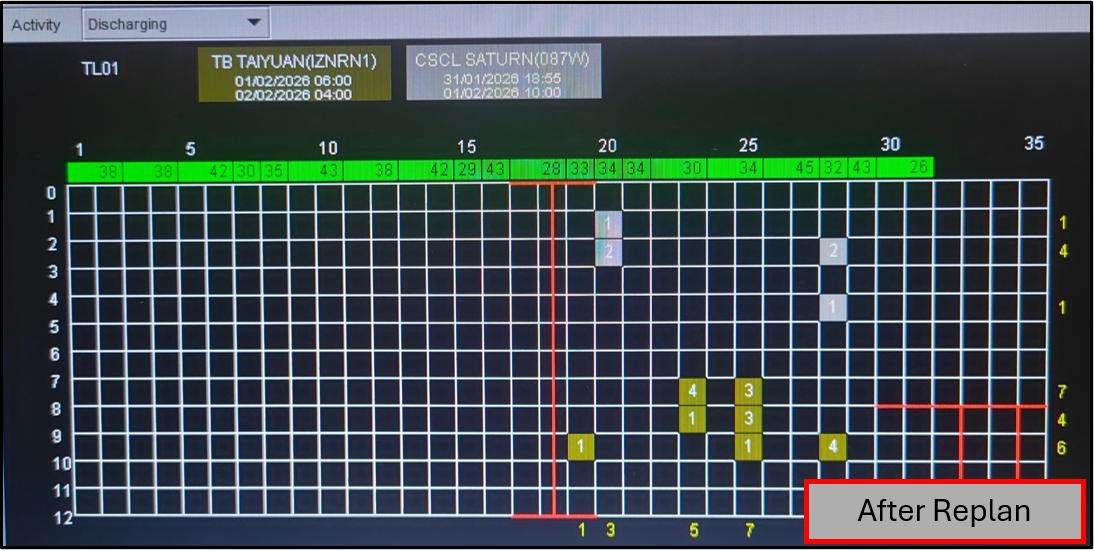 Activity Discharging
TL01
TB TAIYUAN(IZNRN1)
01/02/2026 06:00
02/02/2026 04:00
CSCL SATURN(087W)
31/01/2026 18:55
01/02/2026 10:00
1 5 10 15 20 25 30 35
38 38 42 30 35 43 38 42 29 43 28 33 34 34 30 34 45 32 43 26
0
1 1 1
2 2 2 4
3
4 1 1
5
6
7 4 3 7
8 1 3 4
9 1 1 4 6
10
11
12
1 3 5 7
After Replan